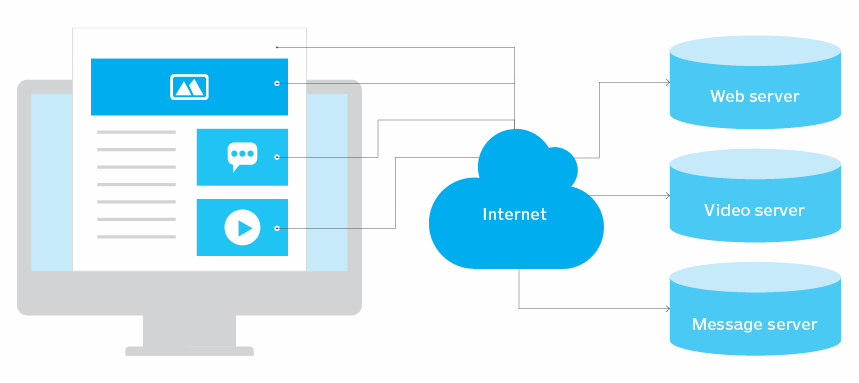 Web server
Internet
Video server
Message server